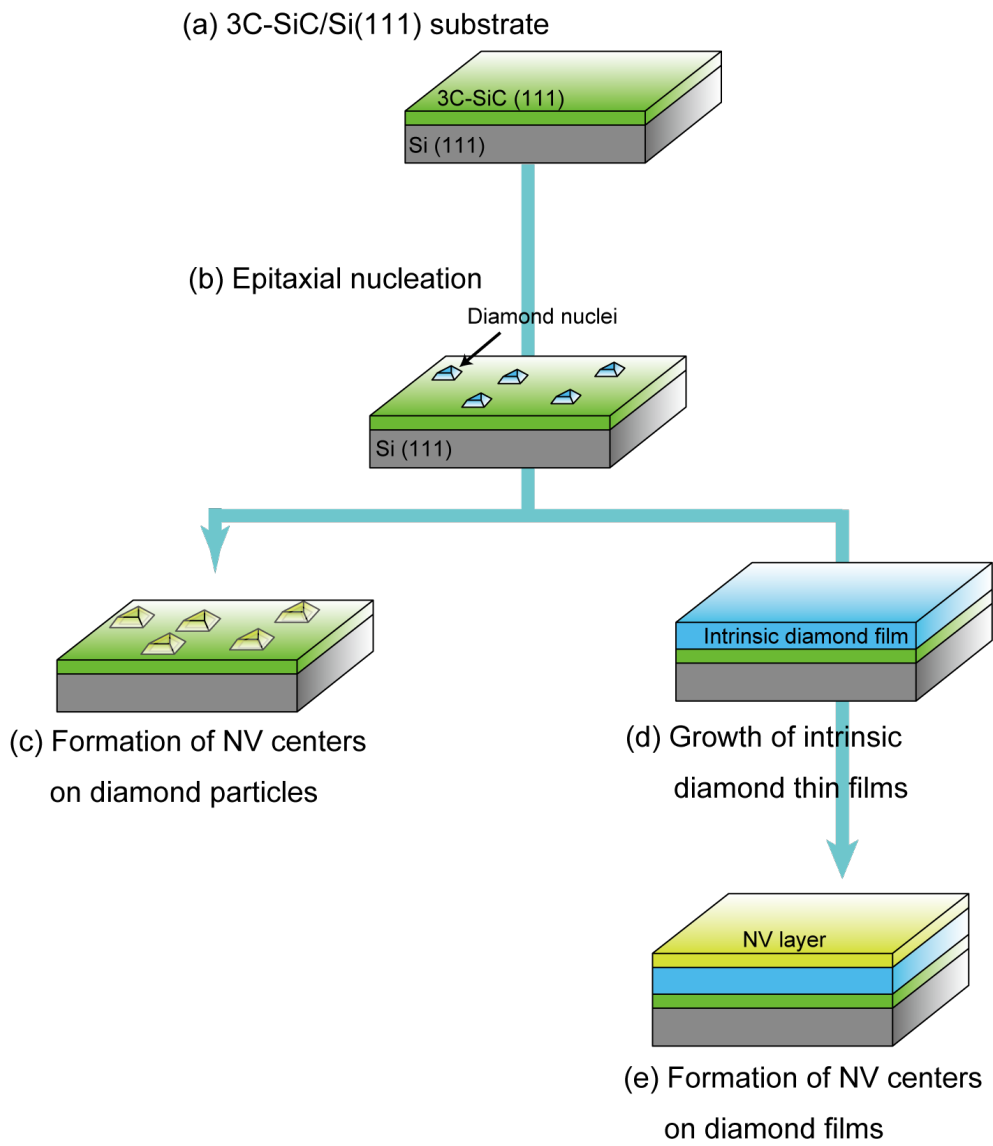 (a) 3C-SiC/Si(111) substrate
3C-SiC (111)
Si (111)
(b) Epitaxial nucleation
Diamond nuclei
Si (111)
(c) Formation of NV centers
on diamond particles
Intrinsic diamond film
(d) Growth of intrinsic
diamond thin films
NV layer
(e) Formation of NV centers
on diamond films